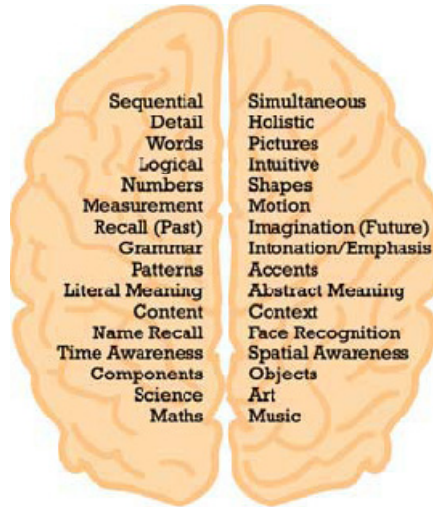 Sequential
Detail
Words
Logical
Numbers
Measurement
Recall (Past)
Grammar
Patterns
Literal Meaning
Content
Name Recall
Time Awareness
Components
Science
Maths
Simultaneous
Holistic
Pictures
Intuitive
Shapes
Motion
Imagination (Future)
Intonation/Emphasis
Accents
Abstract Meaning
Context
Face Recognition
Spatial Awareness
Objects
Art
Music